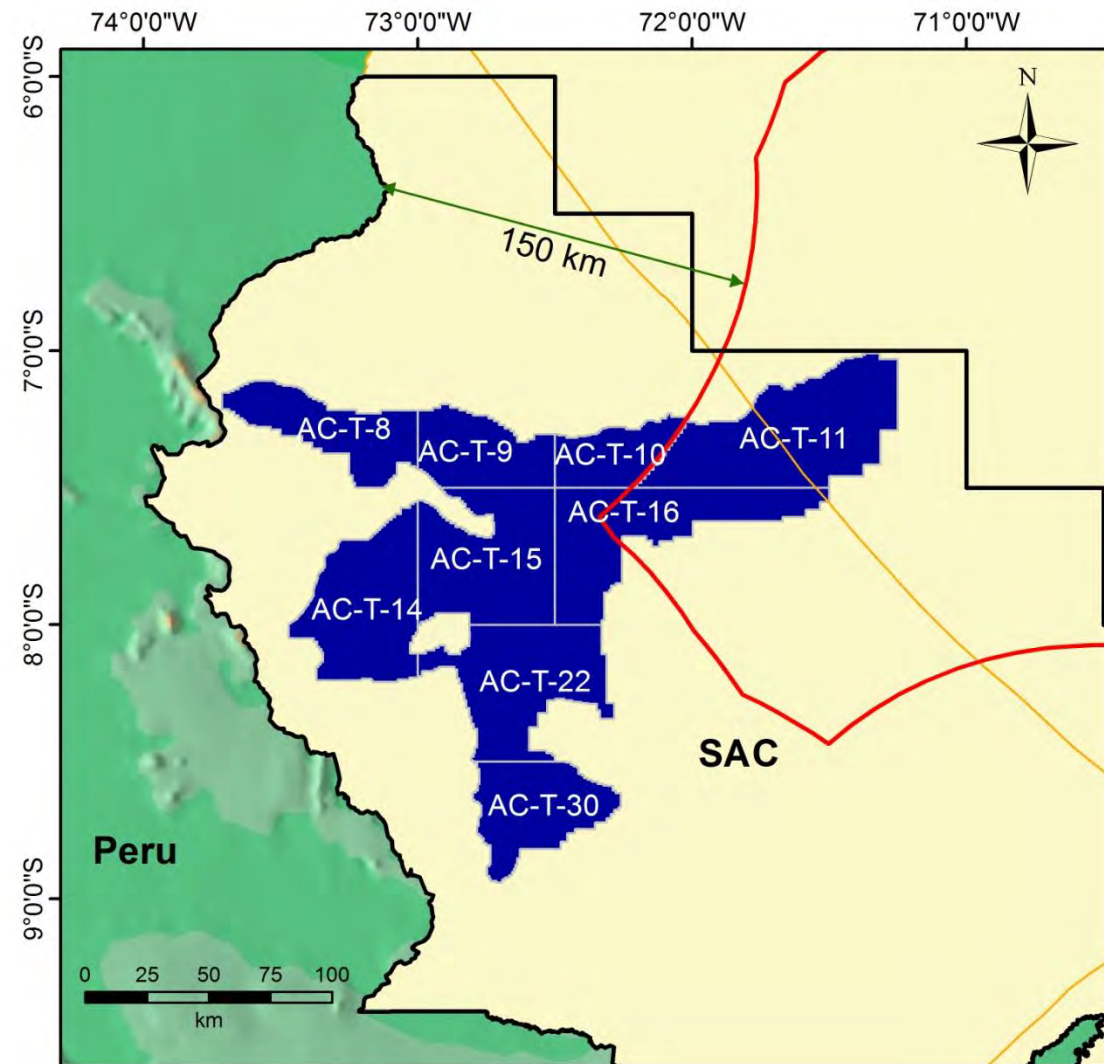 74°0'0"W
73°0'0"W
72°0'0"W
71°0'0"W
6°0'0"S
N
150 km
7°0'0"S
AC-T-8
AC-T-9
AC-T-10
AC-T-11
AC-T-16
AC-T-15
AC-T-14
8°0'0"S
AC-T-22
SAC
AC-T-30
Peru
9°0'0"S
0 25 50 75 100
km